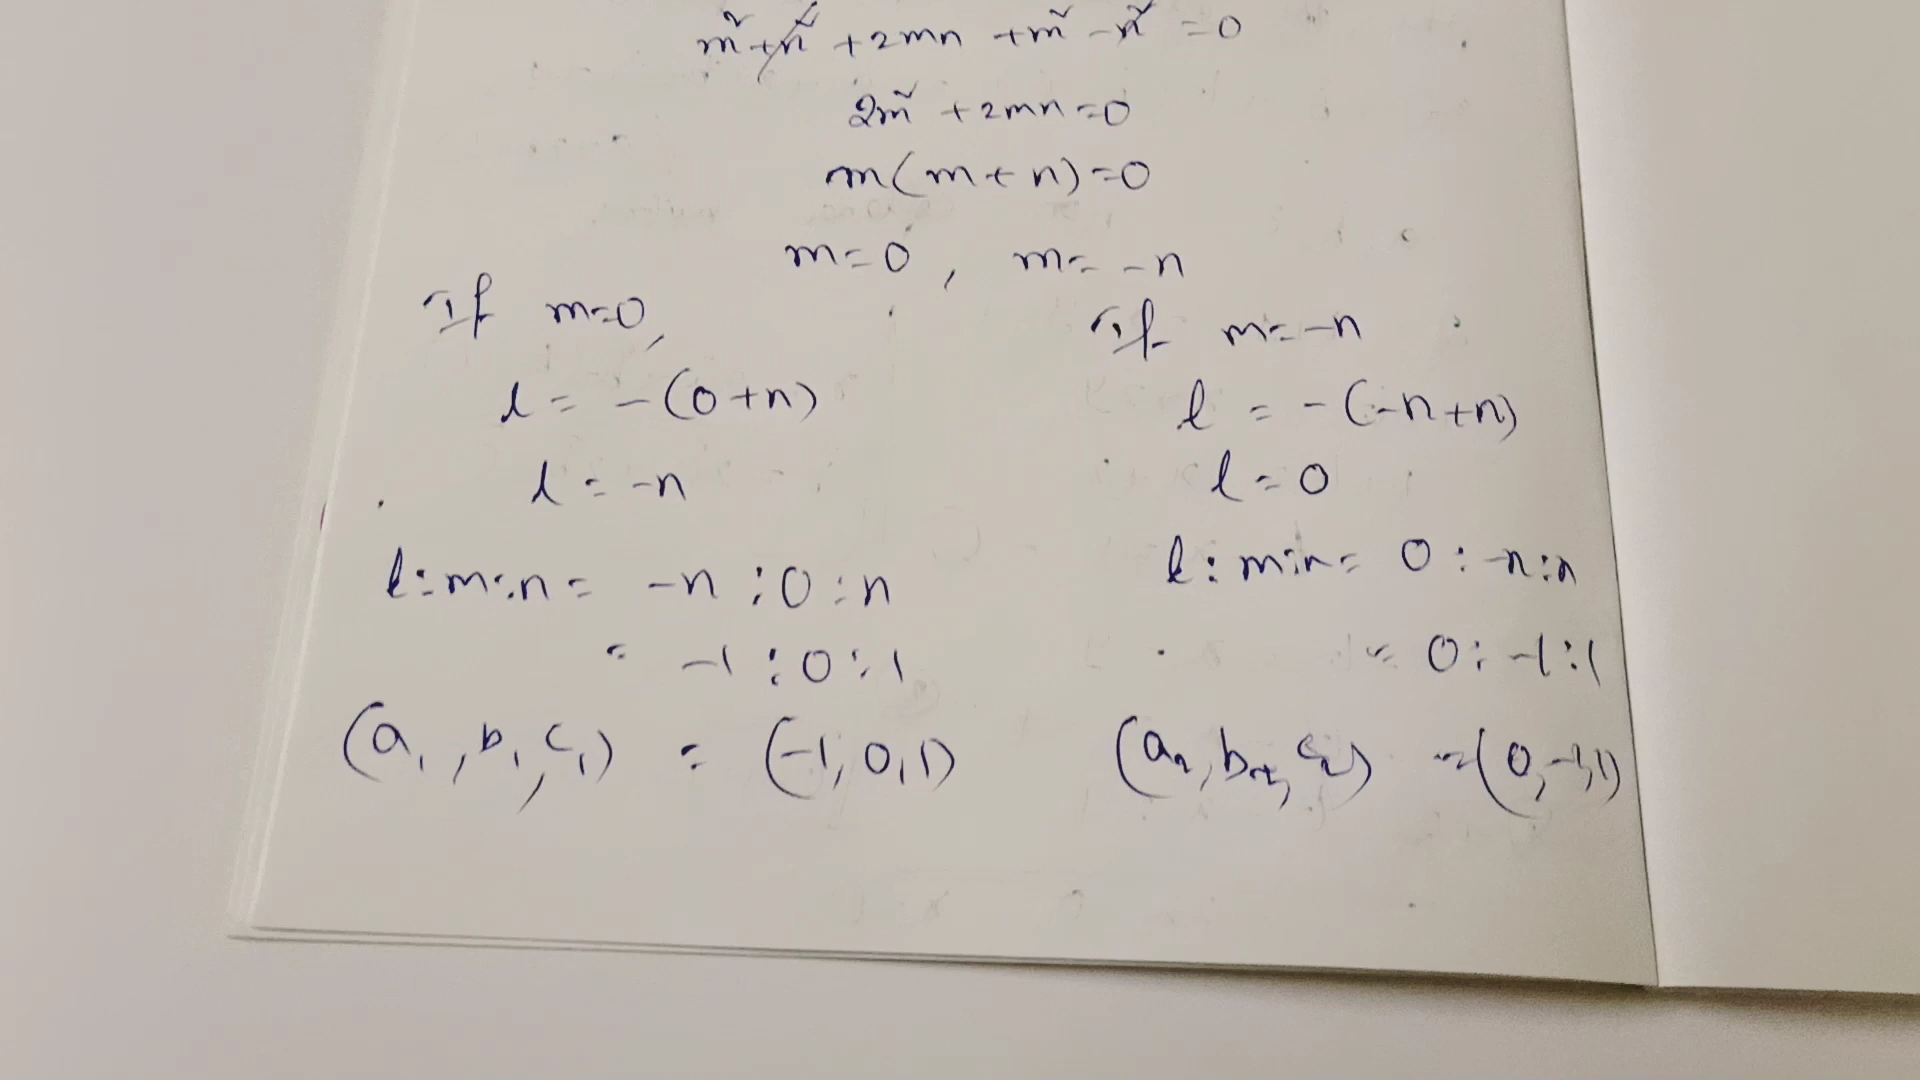 m²+n²+2mn+m²-n²=0
2m²+2mn=0
m(m+n)=0
m=0, m=-n
If m=0,
l=-(0+n)
l=-n
l:m:n=-n:0:n
=-1:0:1
(a₁,b₁,c₁)=(-1,0,1)
If m=-n
l=-(-n+n)
l=0
l:m:n=0:-n:n
=0:-1:1
(a₂,b₂,c₂)=(0,-1,1)